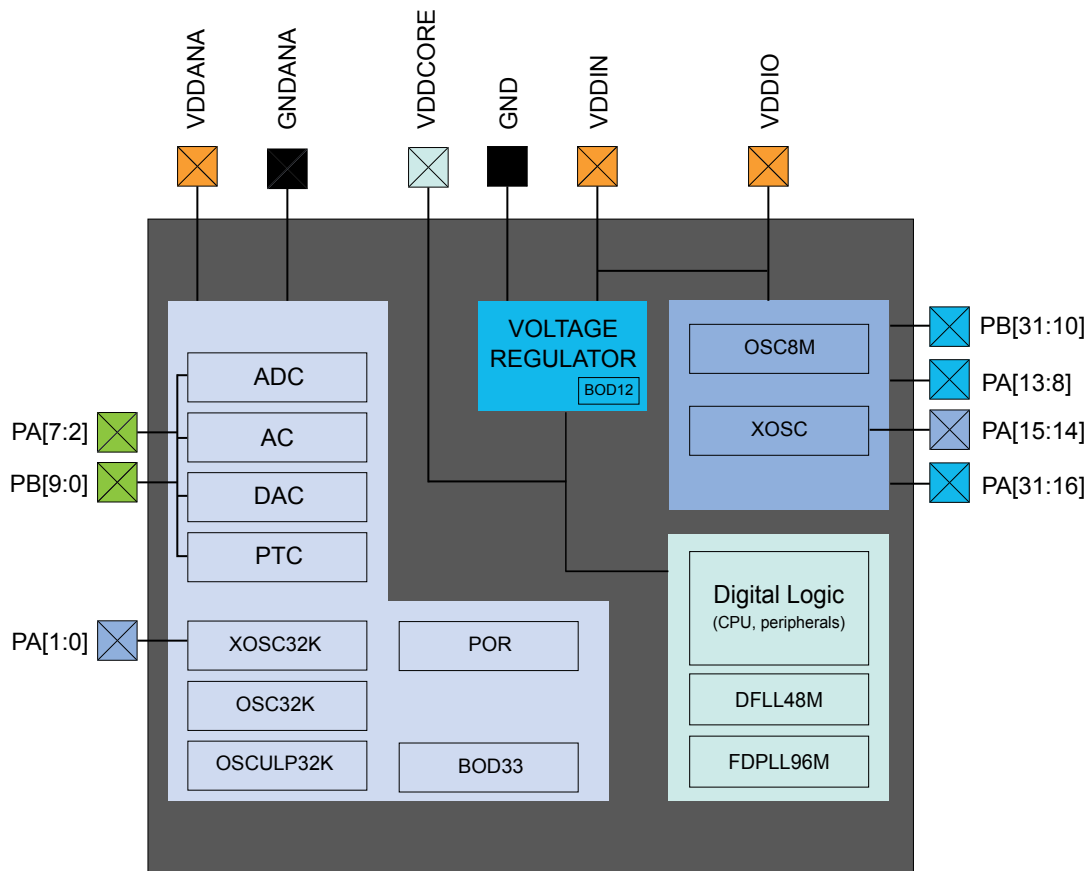 VDDANA
GNDANA
VDDCORE
GND
VDDIN
VDDIO
VOLTAGE
REGULATOR
BOD12
OSC8M
XOSC
PB[31:10]
PA[13:8]
PA[15:14]
PA[31:16]
ADC
AC
DAC
PTC
PA[7:2]
PB[9:0]
PA[1:0]
XOSC32K
OSC32K
OSCULP32K
POR
BOD33
Digital Logic
(CPU, peripherals)
DFLL48M
FDPLL96M